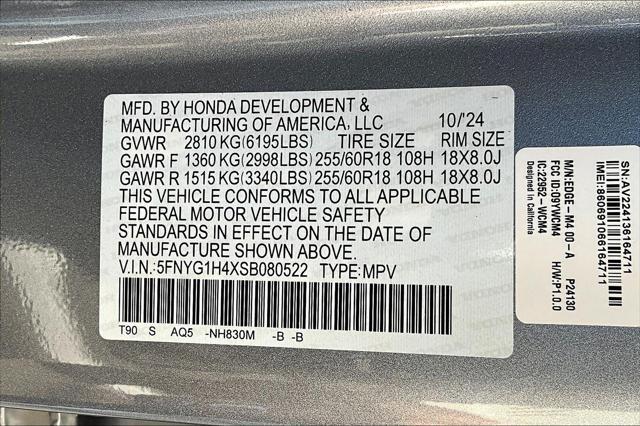 MFD. BY HONDA DEVELOPMENT &
MANUFACTURING OF AMERICA, LLC 10/'24
GVWR 2810 KG(6195LBS) TIRE SIZE RIM SIZE
GAWR F 1360 KG(2998LBS) 255/60R18 108H 18X8.0J
GAWR R 1515 KG(3340LBS) 255/60R18 108H 18X8.0J
THIS VEHICLE CONFORMS TO ALL APPLICABLE
FEDERAL MOTOR VEHICLE SAFETY
STANDARDS IN EFFECT ON THE DATE OF
MANUFACTURE SHOWN ABOVE.
V.I.N.:5FNYG1H4XSB080522 TYPE:MPV
T90 S AQ5 -NH830M -B -B
SN:AV224136164711
IMEI:8660691066164711
M/N:EDGE-M4 00-A P24130
FCC ID:09YWCM4 H/W:P1.0.0
IC:22952-WCM4
Designed in California